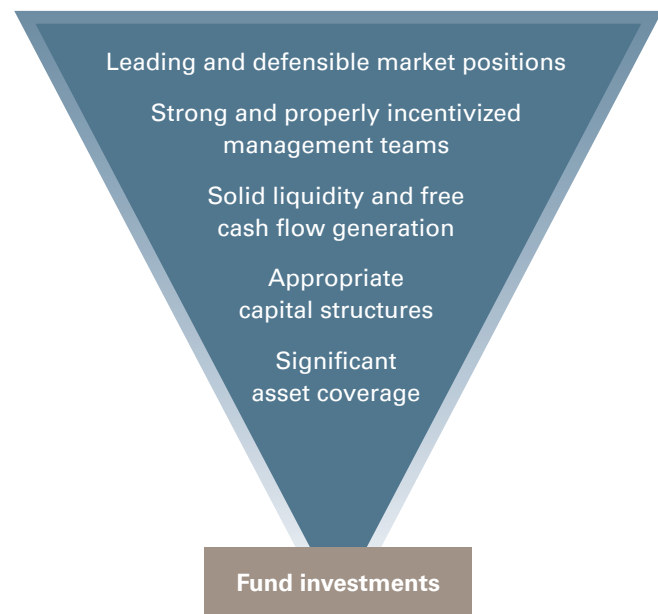 Leading and defensible market positions
Strong and properly incentivized
management teams
Solid liquidity and free
cash flow generation
Appropriate
capital structures
Significant
asset coverage
Fund investments